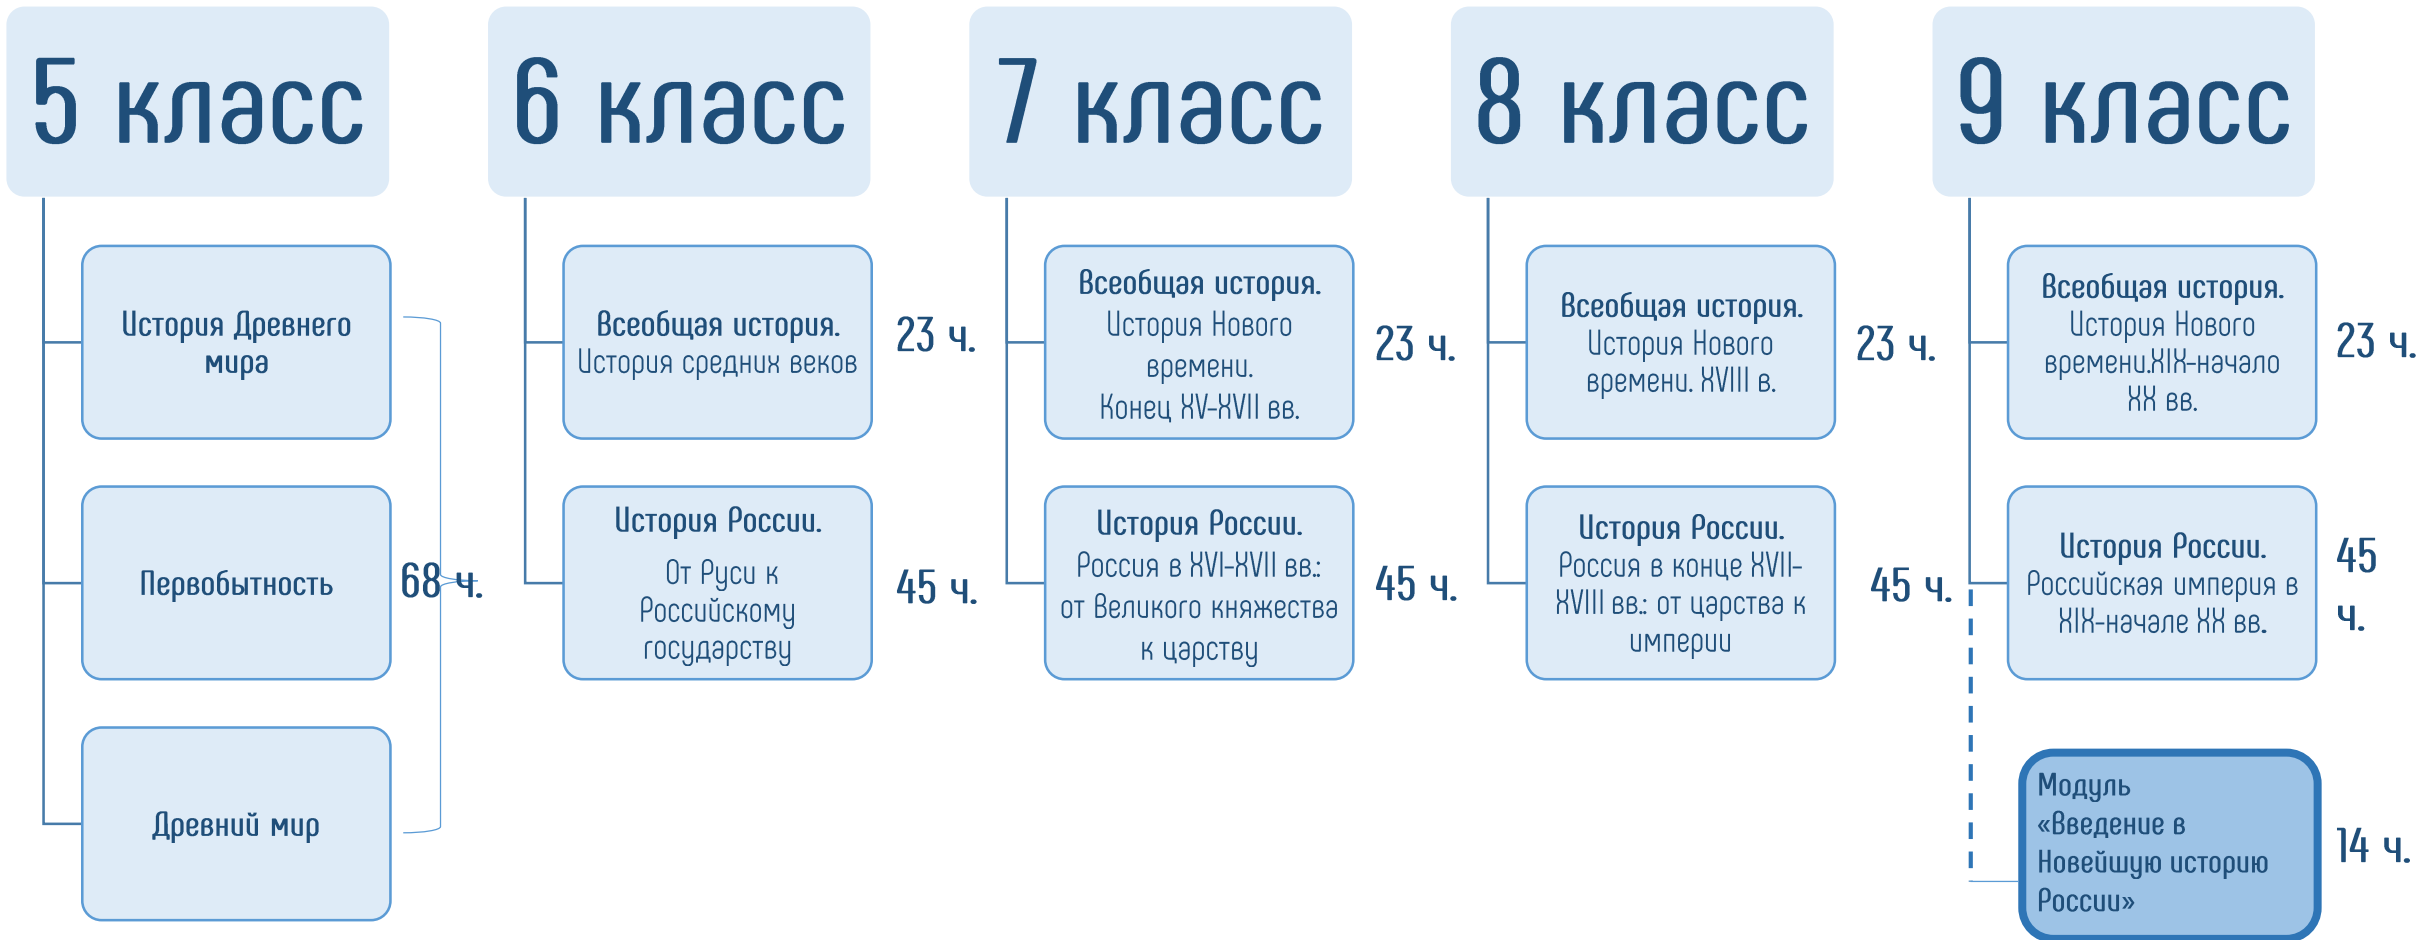 5 класс
История Древнего
мира
Первобытность
68 ч.
Древний мир
6 класс
Всеобщая история.
История средних веков
23 ч.
История России.
От Руси к
Российскому
государству
45 ч.
7 класс
Всеобщая история.
История Нового
времени.
Конец XV-XVII вв.
23 ч.
История России.
Россия в XVI-XVII вв.:
от Великого княжества
к царству
45 ч.
8 класс
Всеобщая история.
История Нового
времени. XVIII в.
23 ч.
История России.
Россия в конце XVII-
XVIII вв.: от царства к
империи
45 ч.
9 класс
Всеобщая история.
История Нового
времени.XIX-начало
XX вв.
23 ч.
История России.
Российская империя в
XIX-начале XX вв.
45
ч.
Модуль
«Введение в
Новейшую историю
России»
14 ч.